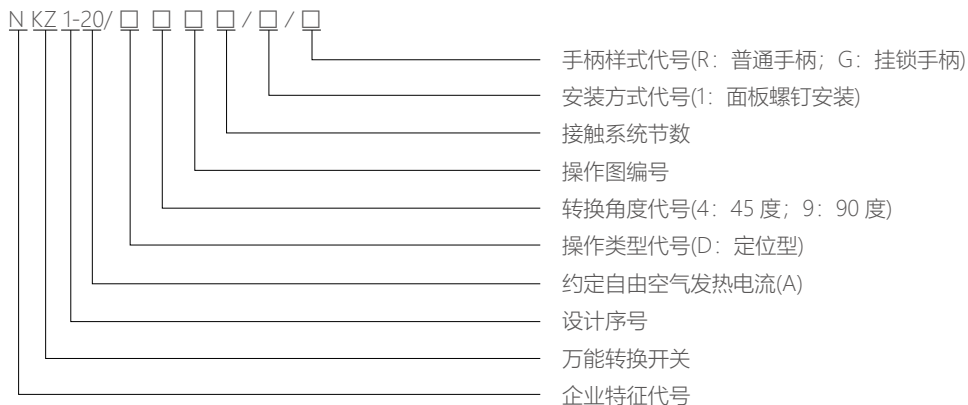 N KZ 1-20/ □ □ □ □ / □ / □
手柄样式代号(R：普通手柄；G：挂锁手柄)
安装方式代号(1：面板螺钉安装)
接触系统节数
操作图编号
转换角度代号(4：45 度；9：90 度)
操作类型代号(D：定位型)
约定自由空气发热电流(A)
设计序号
万能转换开关
企业特征代号